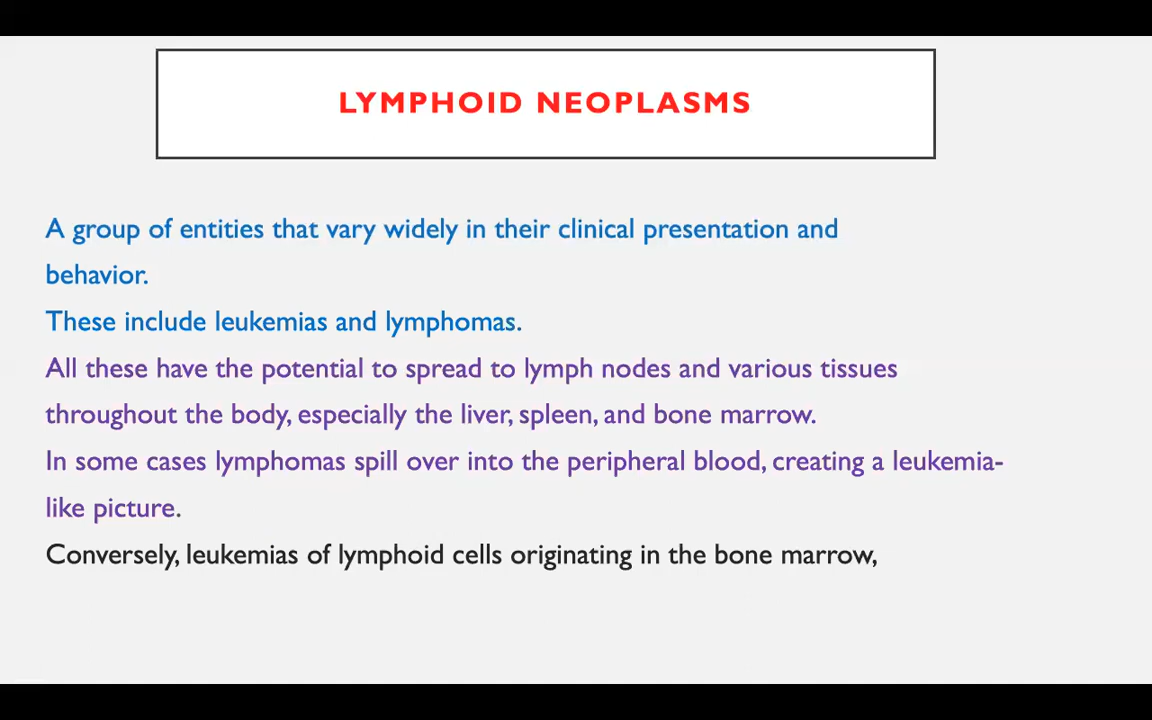 LYMPHOID NEOPLASMS
A group of entities that vary widely in their clinical presentation and
behavior.
These include leukemias and lymphomas.
All these have the potential to spread to lymph nodes and various tissues
throughout the body, especially the liver, spleen, and bone marrow.
In some cases lymphomas spill over into the peripheral blood, creating a leukemia-
like picture.
Conversely, leukemias of lymphoid cells originating in the bone marrow,